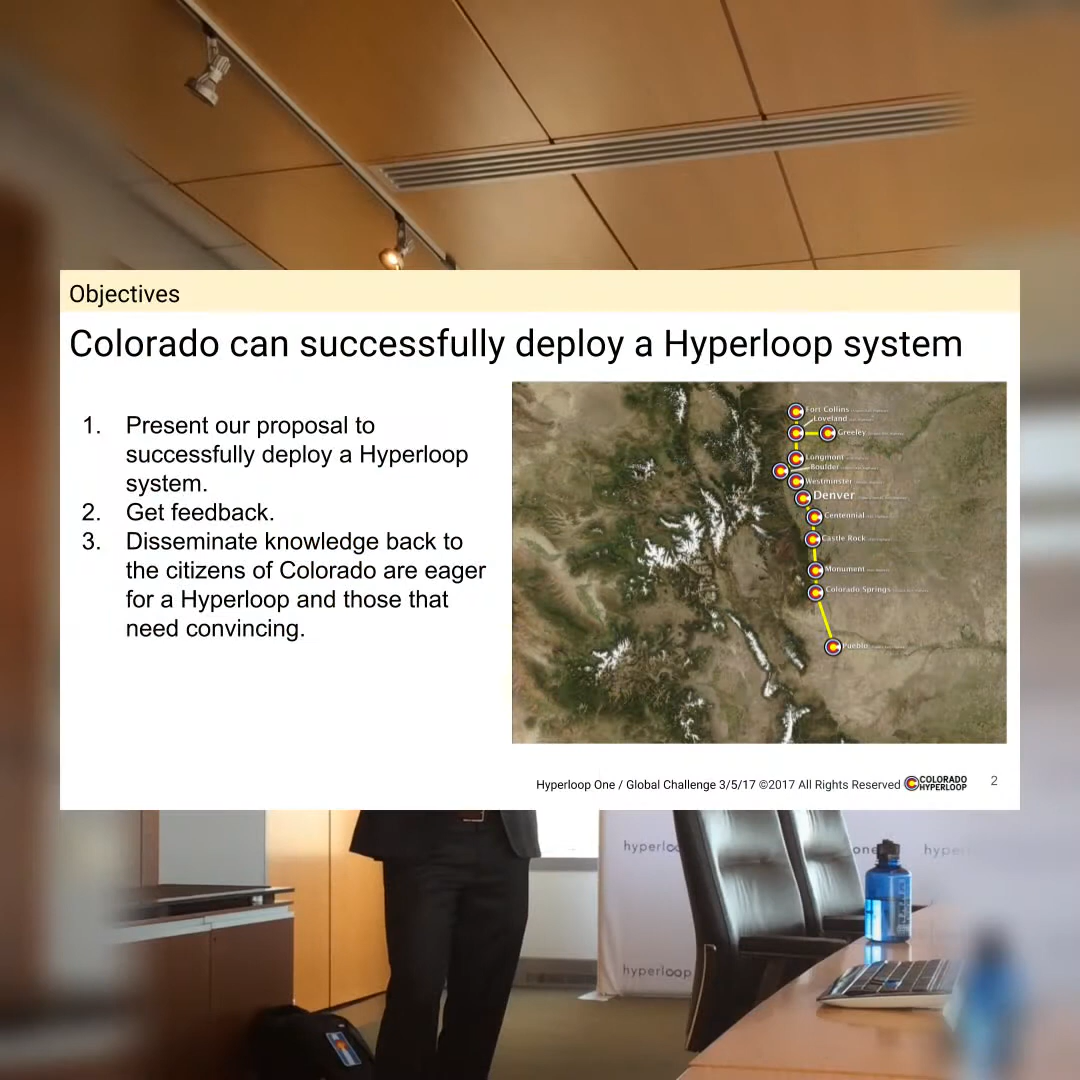 Objectives
Colorado can successfully deploy a Hyperloop system
1. Present our proposal to
successfully deploy a Hyperloop
system.
2. Get feedback.
3. Disseminate knowledge back to
the citizens of Colorado are eager
for a Hyperloop and those that
need convincing.
Fort Collins
Loveland
Greeley
Longmont
Boulder
Westminster
Denver
Centennial
Castle Rock
Monument
Colorado Springs
Pueblo
Hyperloop One / Global Challenge 3/5/17 ©2017 All Rights Reserved
COLORADO
HYPERLOOP
2
hyperloop
one
hyperloop